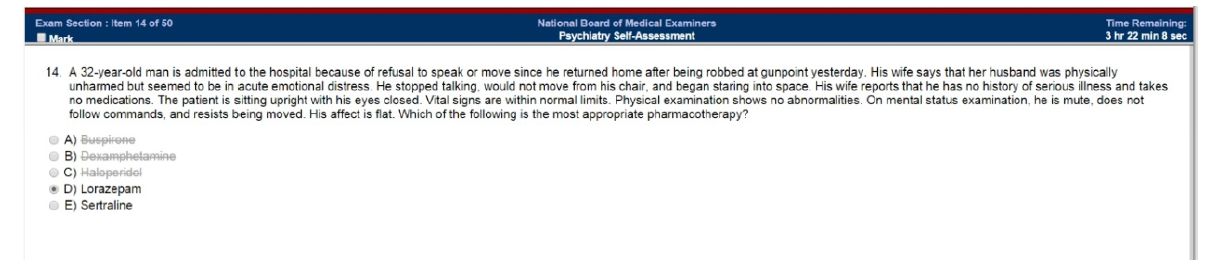 Exam Section : Item 14 of 50
National Board of Medical Examiners
Time Remaining:
Mark
Psychiatry Self-Assessment
3 hr 22 min 8 sec
14. A 32-year-old man is admitted to the hospital because of refusal to speak or move since he returned home after being robbed at gunpoint yesterday. His wife says that her husband was physically
unharmed but seemed to be in acute emotional distress. He stopped talking, would not move from his chair, and began staring into space. His wife reports that he has no history of serious illness and takes
no medications. The patient is sitting upright with his eyes closed. Vital signs are within normal limits. Physical examination shows no abnormalities. On mental status examination, he is mute, does not
follow commands, and resists being moved. His affect is flat. Which of the following is the most appropriate pharmacotherapy?
A) Buspirone
B) Dexamphetamine
C) Haloperidol
D) Lorazepam
E) Sertraline